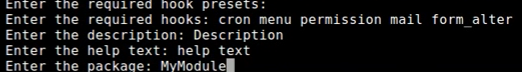 Enter the required hook presets:
Enter the required hooks: cron menu permission mail form_alter
Enter the description: Description
Enter the help text: help text
Enter the package: MyModule